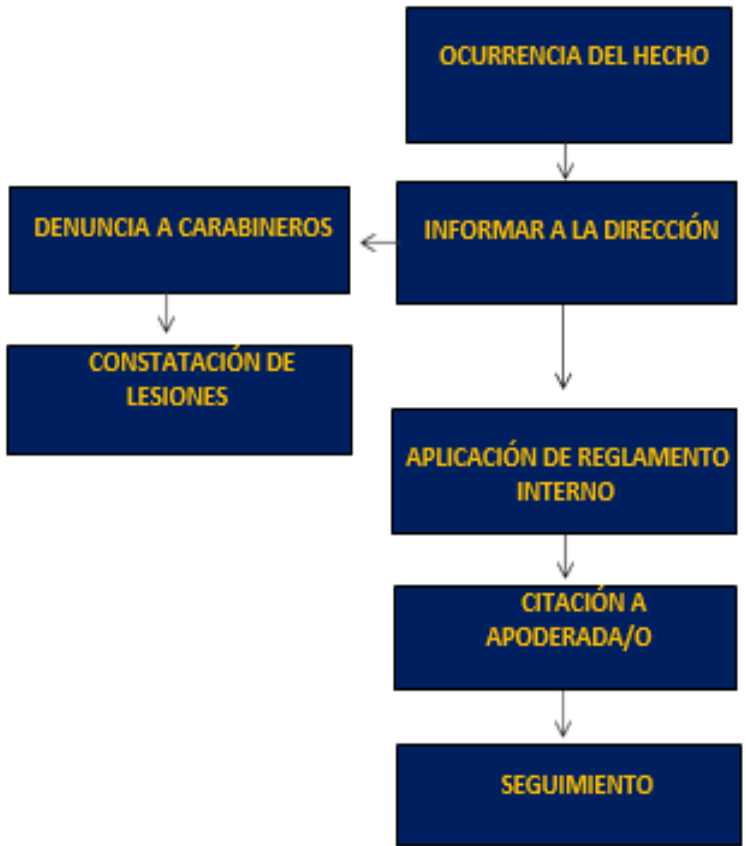 OCURRENCIA DEL HECHO
DENUNCIA A CARABINEROS
INFORMAR A LA DIRECCIÓN
CONSTATACIÓN DE
LESIONES
APLICACIÓN DE REGLAMENTO
INTERNO
CITACIÓN A
APODERADA/O
SEGUIMIENTO